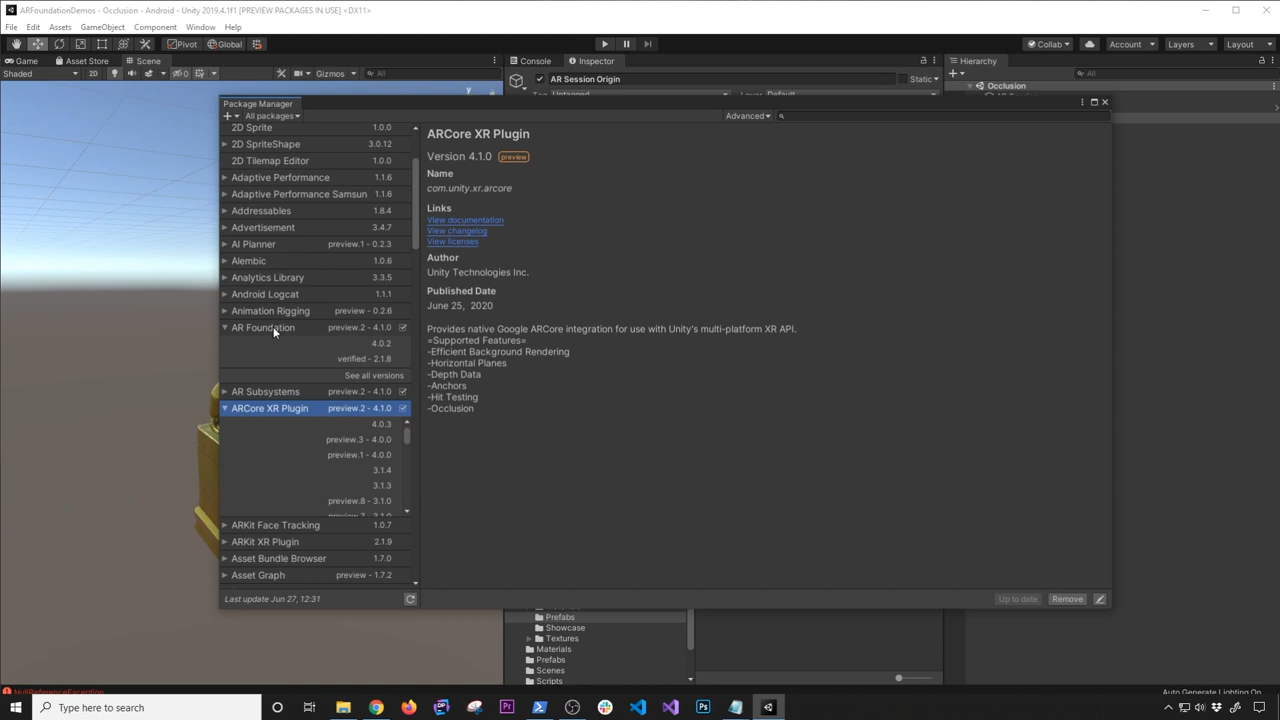 ARFoundationDemos - Occlusion - Android - Unity 2019.4.1f1 [PREVIEW PACKAGES IN USE] <DX11>
File Edit Assets GameObject Component Window Help
Pivot Global Collab Account Layers Layout
Game Asset Store Scene Console Inspector Hierarchy
Shaded 2D 0 Gizmos All AR Session Origin Static All
y Occlusion
Package Manager
All packages Advanced
2D Sprite 1.0.0
2D SpriteShape 3.0.12
2D Tilemap Editor 1.0.0
Adaptive Performance 1.1.6
Adaptive Performance Samsun 1.1.6
Addressables 1.8.4
Advertisement 3.4.7
AI Planner preview.1 - 0.2.3
Alembic 1.0.6
Analytics Library 3.3.5
Android Logcat 1.1.1
Animation Rigging preview - 0.2.6
AR Foundation preview.2 - 4.1.0
4.0.2
verified - 2.1.8
See all versions
AR Subsystems preview.2 - 4.1.0
ARCore XR Plugin preview.2 - 4.1.0
4.0.3
preview.3 - 4.0.0
preview.1 - 4.0.0
3.1.4
3.1.3
preview.8 - 3.1.0
ARKit Face Tracking 1.0.7
ARKit XR Plugin 2.1.9
Asset Bundle Browser 1.7.0
Asset Graph preview - 1.7.2
Last update Jun 27, 12:31
ARCore XR Plugin
Version 4.1.0 preview
Name
com.unity.xr.arcore
Links
View documentation
View changelog
View licenses
Author
Unity Technologies Inc.
Published Date
June 25, 2020
Provides native Google ARCore integration for use with Unity's multi-platform XR API.
=Supported Features=
-Efficient Background Rendering
-Horizontal Planes
-Depth Data
-Anchors
-Hit Testing
-Occlusion
Up to date Remove
Prefabs
Showcase
Textures
Materials
Prefabs
Scenes
Scripts
NullReferenceException
Auto Generate Lighting On
Type here to search